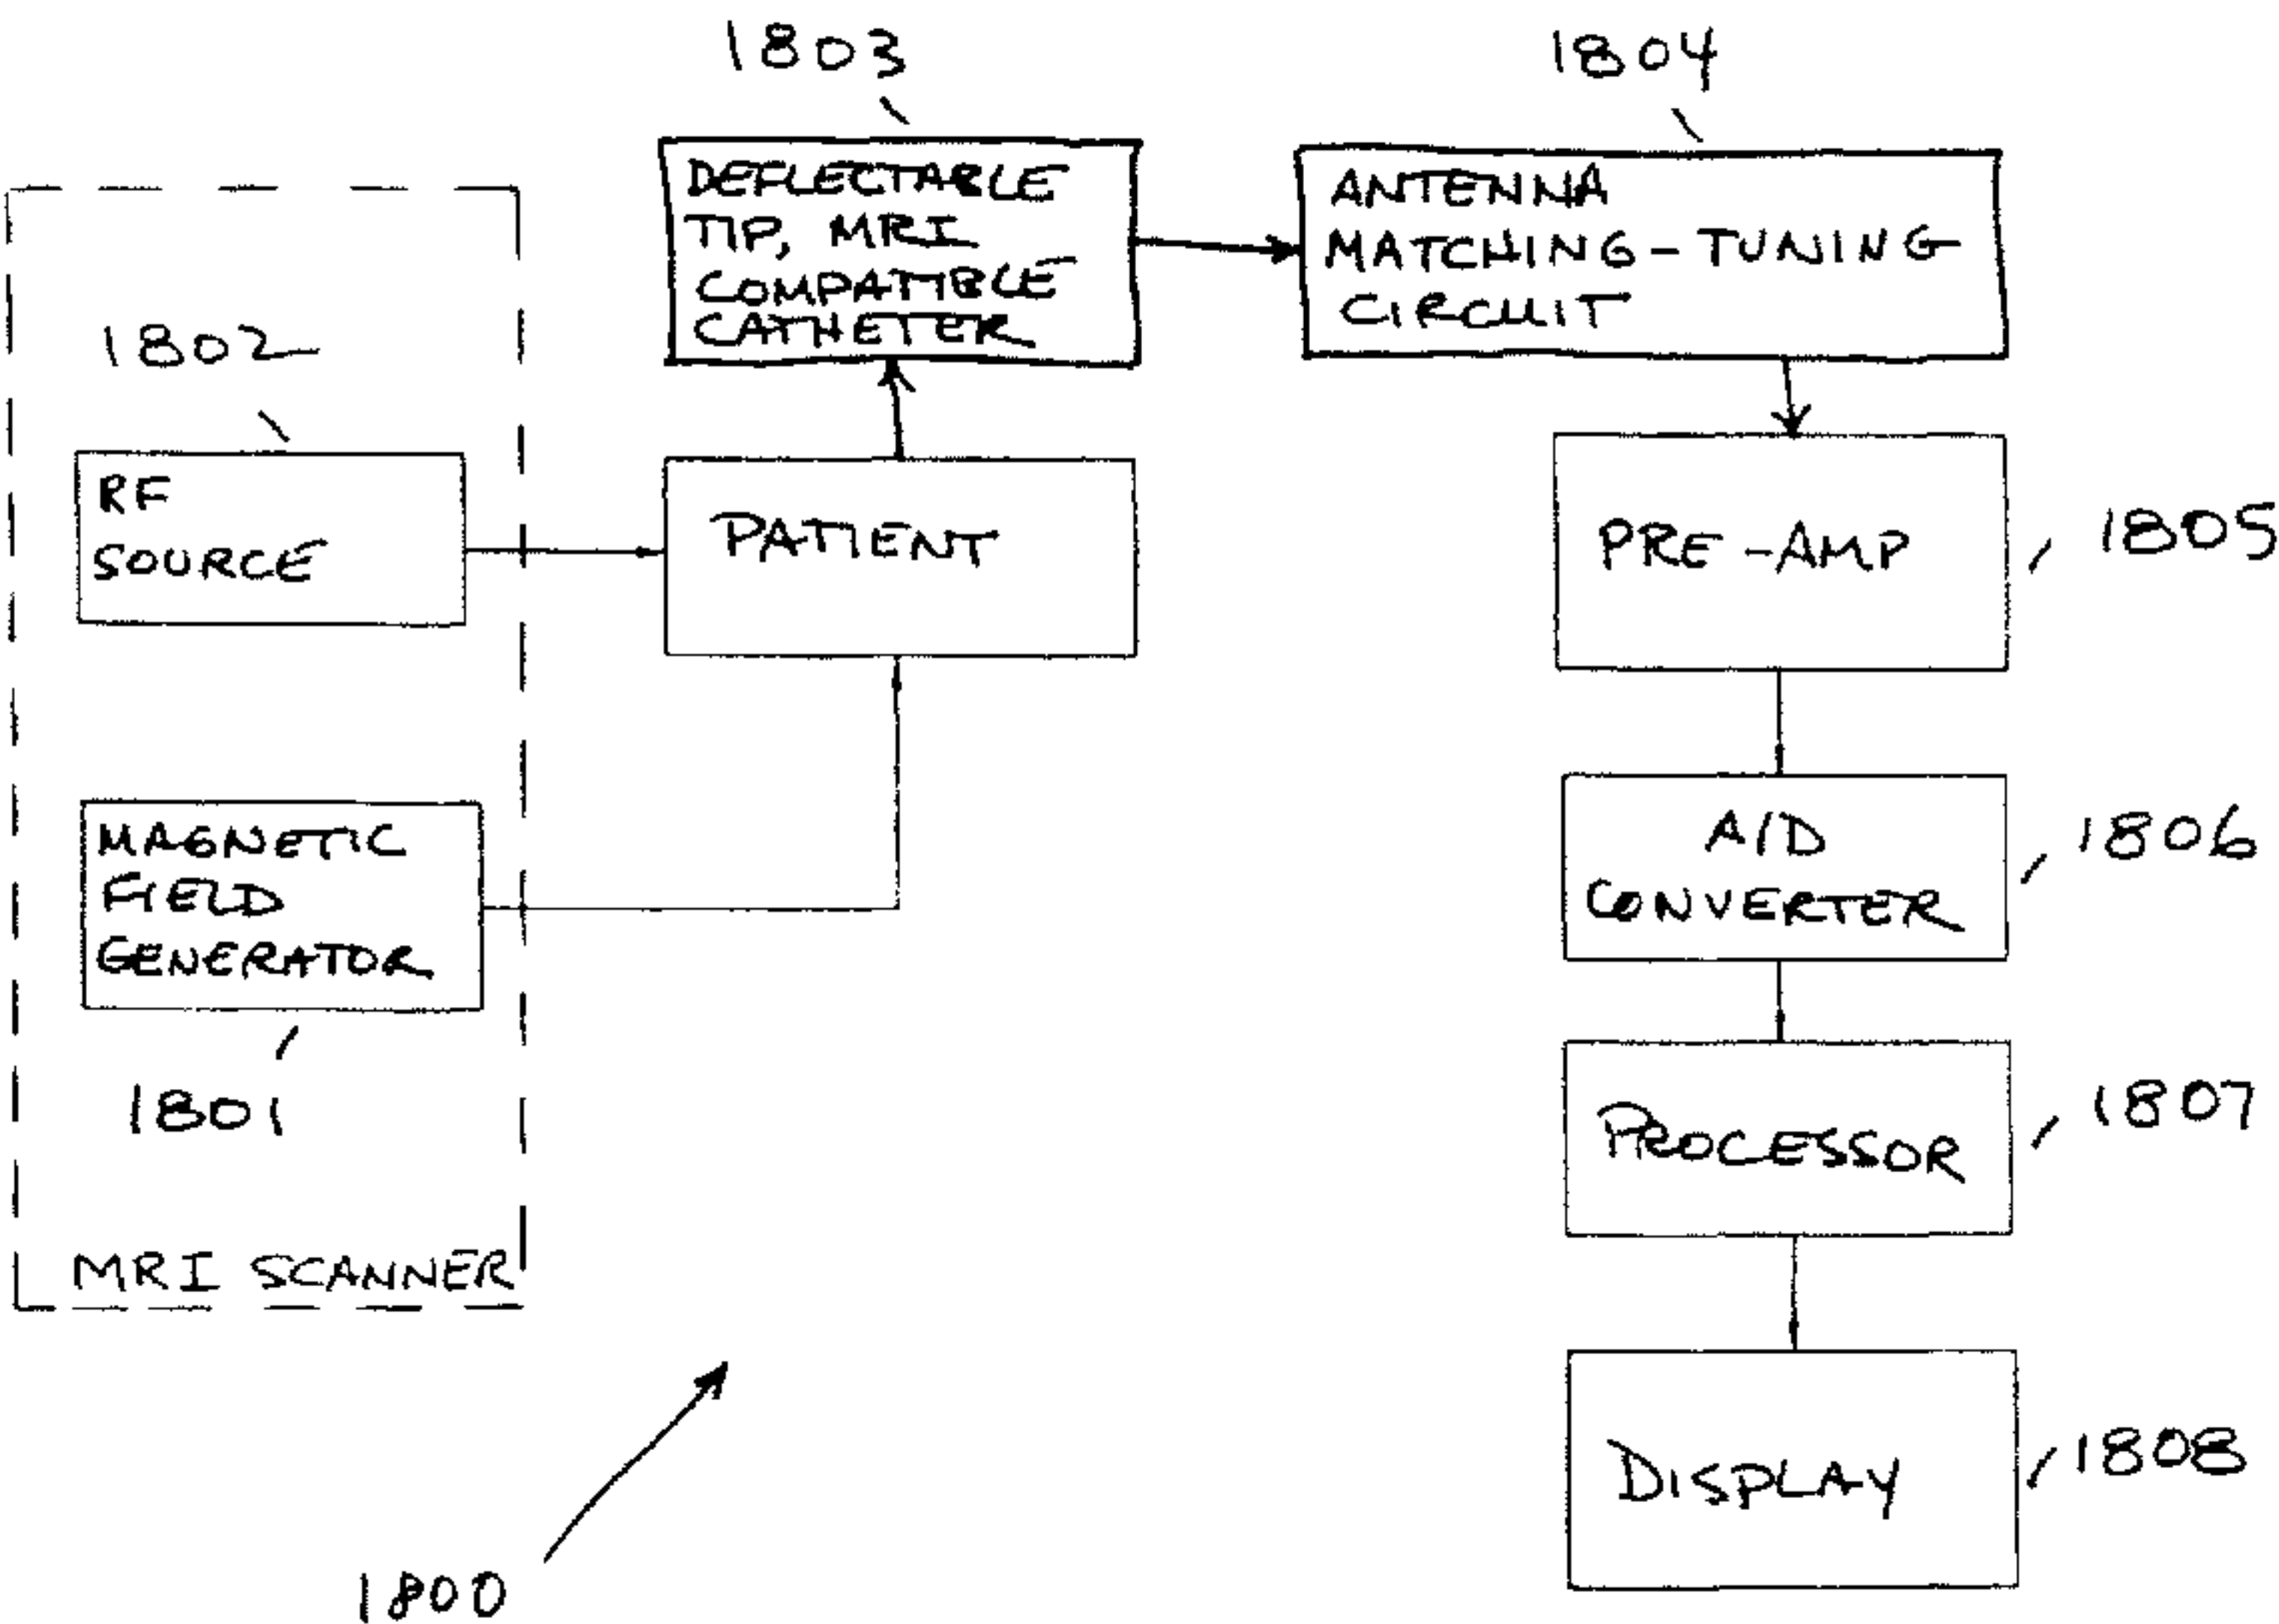 1803
1804
DEFLECTABLE
TIP, MRI
COMPATIBLE
CATHETER
ANTENNA
MATCHING-TUNING
CIRCUIT
1802
RF
SOURCE
PATIENT
PRE-AMP
1805
MAGNETIC
FIELD
GENERATOR
1801
A/D
CONVERTER
1806
PROCESSOR
1807
MRI SCANNER
DISPLAY
1808
1800